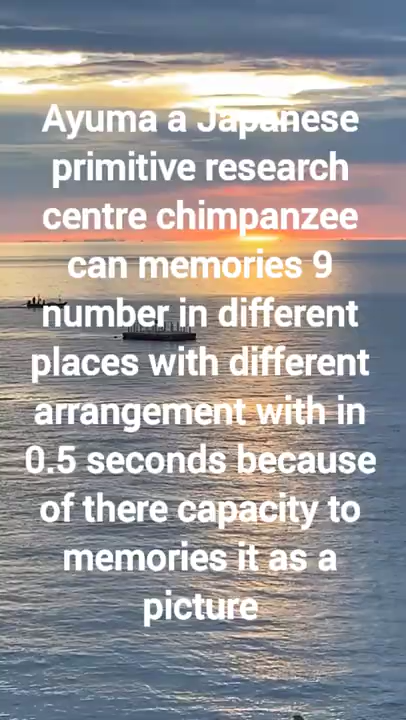 Ayuma a Japanese
primitive research
centre chimpanzee
can memories 9
number in different
places with different
arrangement with in
0.5 seconds because
of there capacity to
memories it as a
picture